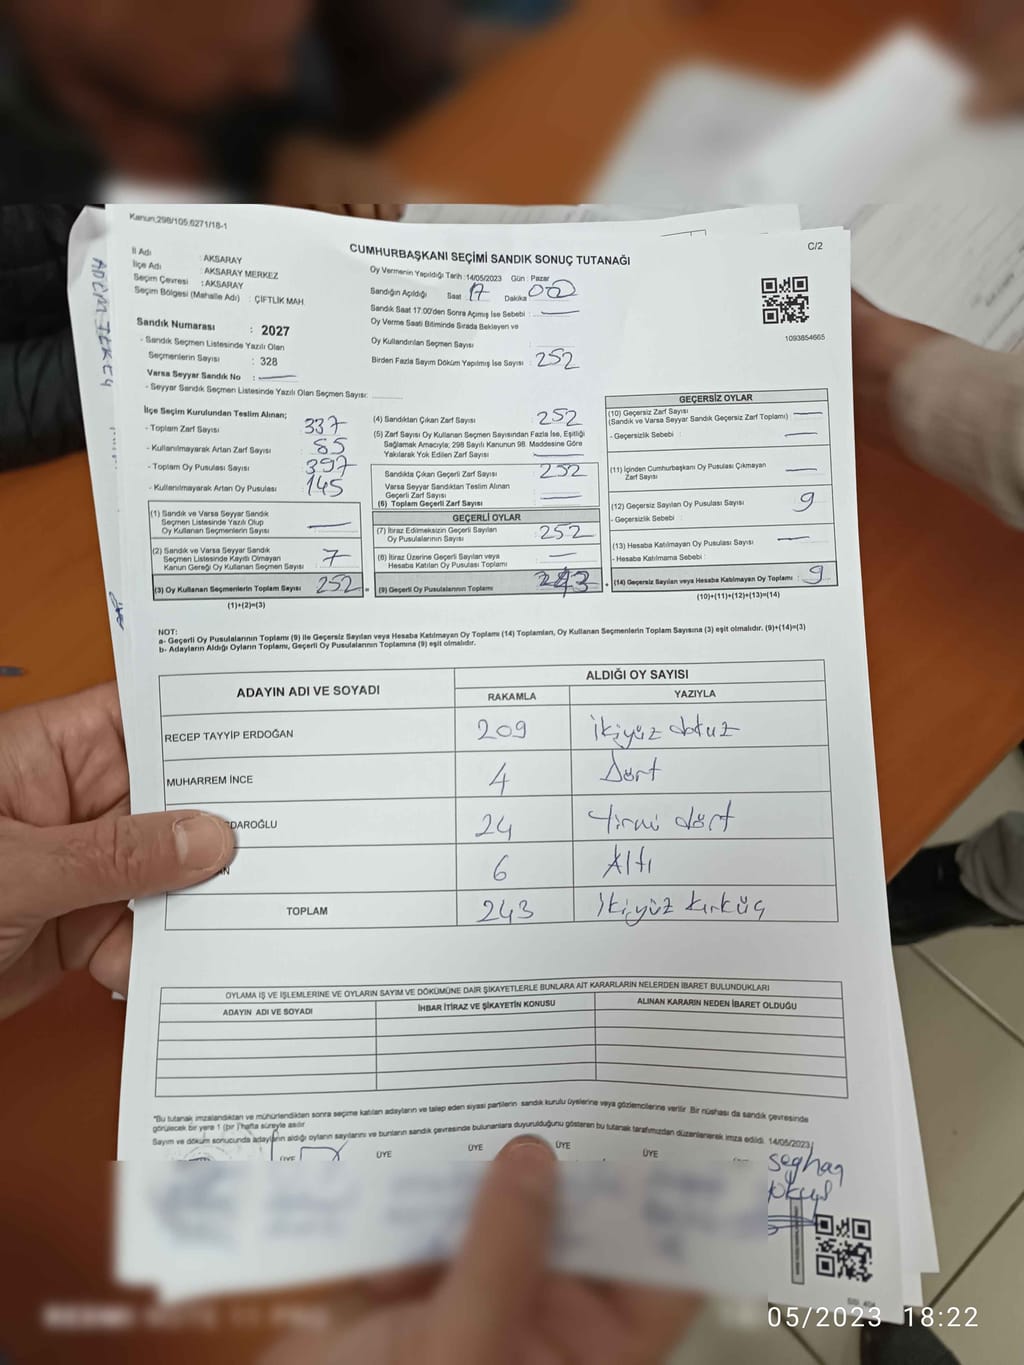 Kanun;298/105,6271/18-1
C/2
CUMHURBAŞKANI SEÇİMİ SANDIK SONUÇ TUTANAĞI
İl Adı : AKSARAY
İlçe Adı : AKSARAY MERKEZ
Seçim Çevresi : AKSARAY
Seçim Bölgesi (Mahalle Adı) : ÇİFTLİK MAH.
Sandık Numarası : 2027
- Sandık Seçmen Listesinde Yazılı Olan
Seçmenlerin Sayısı : 328
Varsa Seyyar Sandık No :
- Seyyar Sandık Seçmen Listesinde Yazılı Olan Seçmen Sayısı:
Oy Vermenin Yapıldığı Tarih :14/05/2023 Gün : Pazar
Sandığın Açıldığı Saat 17 Dakika 00
Sandık Saat 17:00'den Sonra Açımış İse Sebebi :
Oy Verme Saati Bitiminde Sırada Bekleyen ve
Oy Kullandırılan Seçmen Sayısı :
Birden Fazla Sayım Döküm Yapılmış İse Sayısı : 252
1093854665
İlçe Seçim Kurulundan Teslim Alınan;
- Toplam Zarf Sayısı : 337
- Kullanılmayarak Artan Zarf Sayısı : 85
- Toplam Oy Pusulası Sayısı : 397
- Kullanılmayarak Artan Oy Pusulası : 145
(1) Sandık ve Varsa Seyyar Sandık
Seçmen Listesinde Yazılı Olup
Oy Kullanan Seçmenlerin Sayısı :
(2) Sandık ve Varsa Seyyar Sandık
Seçmen Listesinde Kayıtlı Olmayan
Kanun Gereği Oy Kullanan Seçmen Sayısı : 7
(3) Oy Kullanan Seçmenlerin Toplam Sayısı : 252
(1)+(2)=(3)
(4) Sandıktan Çıkan Zarf Sayısı : 252
(5) Zarf Sayısı Oy Kullanan Seçmen Sayısından Fazla İse, Eşitliği
Sağlamak Amacıyla; 298 Sayılı Kanunun 98. Maddesine Göre
Yakılarak Yok Edilen Zarf Sayısı :
Sandıkta Çıkan Geçerli Zarf Sayısı : 252
Varsa Seyyar Sandıktan Teslim Alınan
Geçerli Zarf Sayısı :
(6) Toplam Geçerli Zarf Sayısı :
GEÇERLİ OYLAR
(7) İtiraz Edilmeksizin Geçerli Sayılan
Oy Pusulalarının Sayısı : 252
(8) İtiraz Üzerine Geçerli Sayılan veya
Hesaba Katılan Oy Pusulası Toplamı :
(9) Geçerli Oy Pusulalarının Toplamı : 243
GEÇERSİZ OYLAR
(10) Geçersiz Zarf Sayısı
(Sandık ve Varsa Seyyar Sandık Geçersiz Zarf Toplamı) :
- Geçersizlik Sebebi :
(11) İçinden Cumhurbaşkanı Oy Pusulası Çıkmayan
Zarf Sayısı :
(12) Geçersiz Sayılan Oy Pusulası Sayısı : 9
- Geçersizlik Sebebi :
(13) Hesaba Katılmayan Oy Pusulası Sayısı :
- Hesaba Katılmama Sebebi :
(14) Geçersiz Sayılan veya Hesaba Katılmayan Oy Toplamı : 9
(10)+(11)+(12)+(13)=(14)
NOT:
a- Geçerli Oy Pusulalarının Toplamı (9) ile Geçersiz Sayılan veya Hesaba Katılmayan Oy Toplamı (14) Toplamları, Oy Kullanan Seçmenlerin Toplam Sayısına (3) eşit olmalıdır. (9)+(14)=(3)
b- Adayların Aldığı Oyların Toplamı, Geçerli Oy Pusulalarının Toplamına (9) eşit olmalıdır.
ADAYIN ADI VE SOYADI
ALDIĞI OY SAYISI
RAKAMLA YAZIYLA
RECEP TAYYİP ERDOĞAN 209 İkiyüz dokuz
MUHARREM İNCE 4 Dört
DAROĞLU 24 Yirmi dört
AN 6 Altı
TOPLAM 243 İkiyüz kırküç
OYLAMA İŞ VE İŞLEMLERİNE VE OYLARIN SAYIM VE DÖKÜMÜNE DAİR ŞİKAYETLERLE BUNLARA AİT KARARLARIN NELERDEN İBARET BULUNDUKLARI
ADAYIN ADI VE SOYADI İHBAR İTİRAZ VE ŞİKAYETİN KONUSU ALINAN KARARIN NEDEN İBARET OLDUĞU
*Bu tutanak imzalandıktan ve mühürlendikten sonra seçime katılan adayların ve talep eden siyasi partilerin sandık kurulu üyelerine veya gözlemcilerine verilir. Bir nüshası da sandık çevresinde
görülecek bir yere 1 (bir) hafta süreyle asılır.
Sayım ve döküm sonucunda adayların aldığı oyların sayılarını ve bunların sandık çevresinde bulunanlara duyurulduğunu gösteren bu tutanak tarafımızdan düzenlenerek imza edildi. 14/05/2023
ÜYE ÜYE ÜYE ÜYE ÜYE
05/2023 18:22